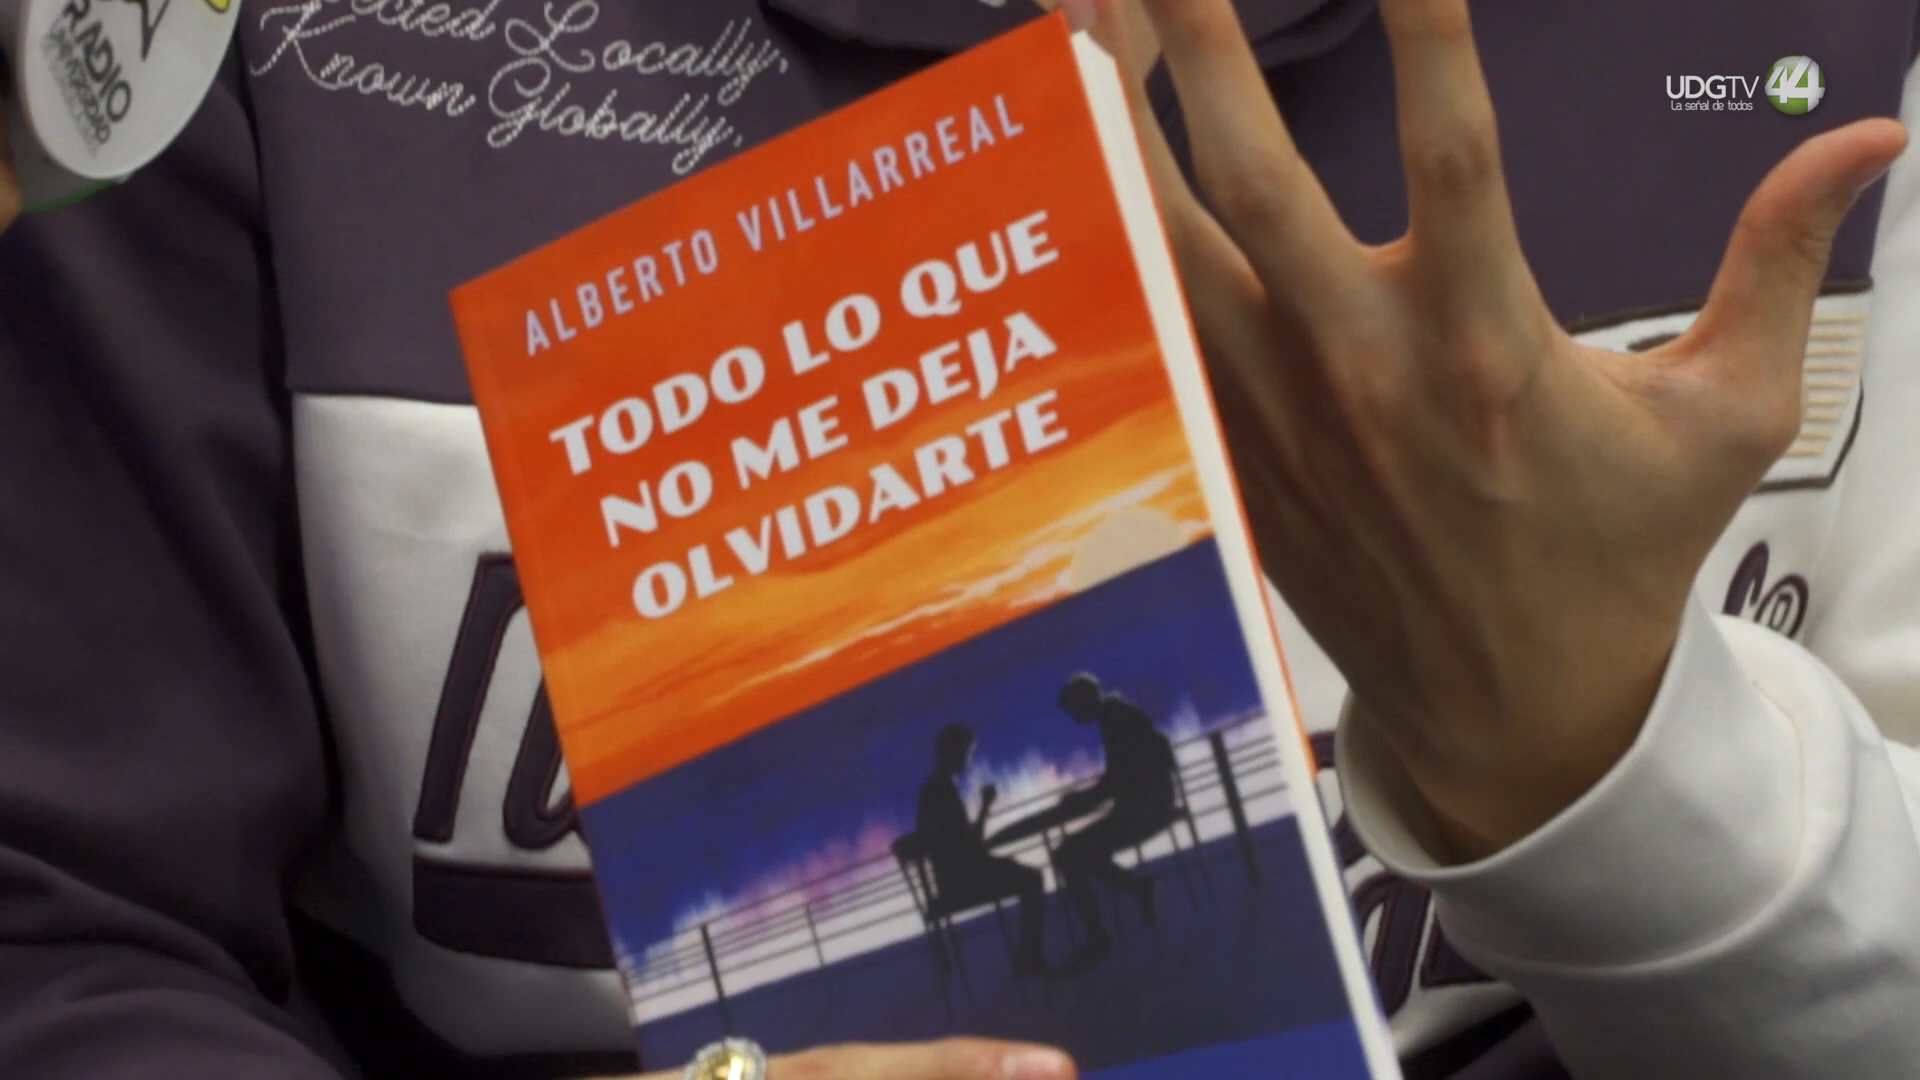 Locally,
Known Globally,
RADIO
UNIVERSIDAD
UDGTV 44
La señal de todos
ALBERTO VILLARREAL
TODO LO QUE
NO ME DEJA
OLVIDARTE